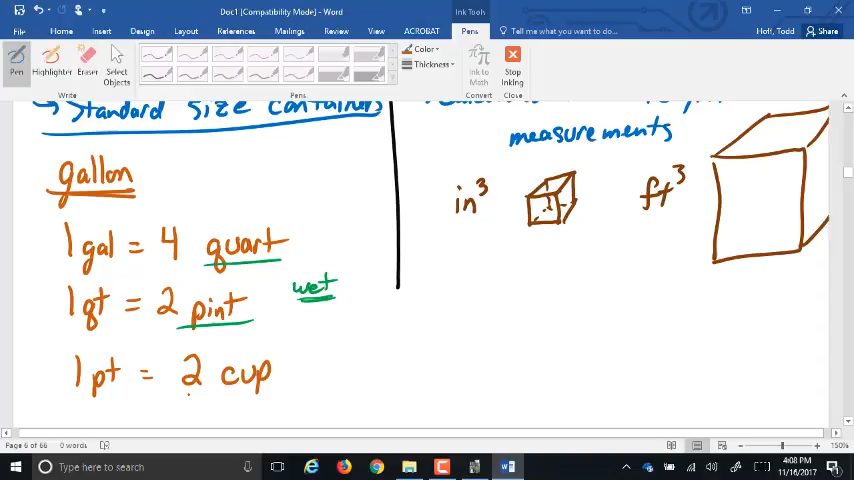 Doc1 [Compatibility Mode] - Word
Ink Tools
File Home Insert Draw Design Layout References Mailings Review View ACROBAT Pens Tell me what you want to do... Hoff, Todd Share
Pen Highlighter Eraser Select Objects
Color
Thickness
Ink to Math
Stop Inking
Write Pens Convert Close
↳ Standard size containers
measurements
gallon
in³ ft³
1 gal = 4 quart
wet
1 qt = 2 pint
1 pt = 2 cup
Page 6 of 66 0 words 150%
Type here to search
4:08 PM
11/16/2017